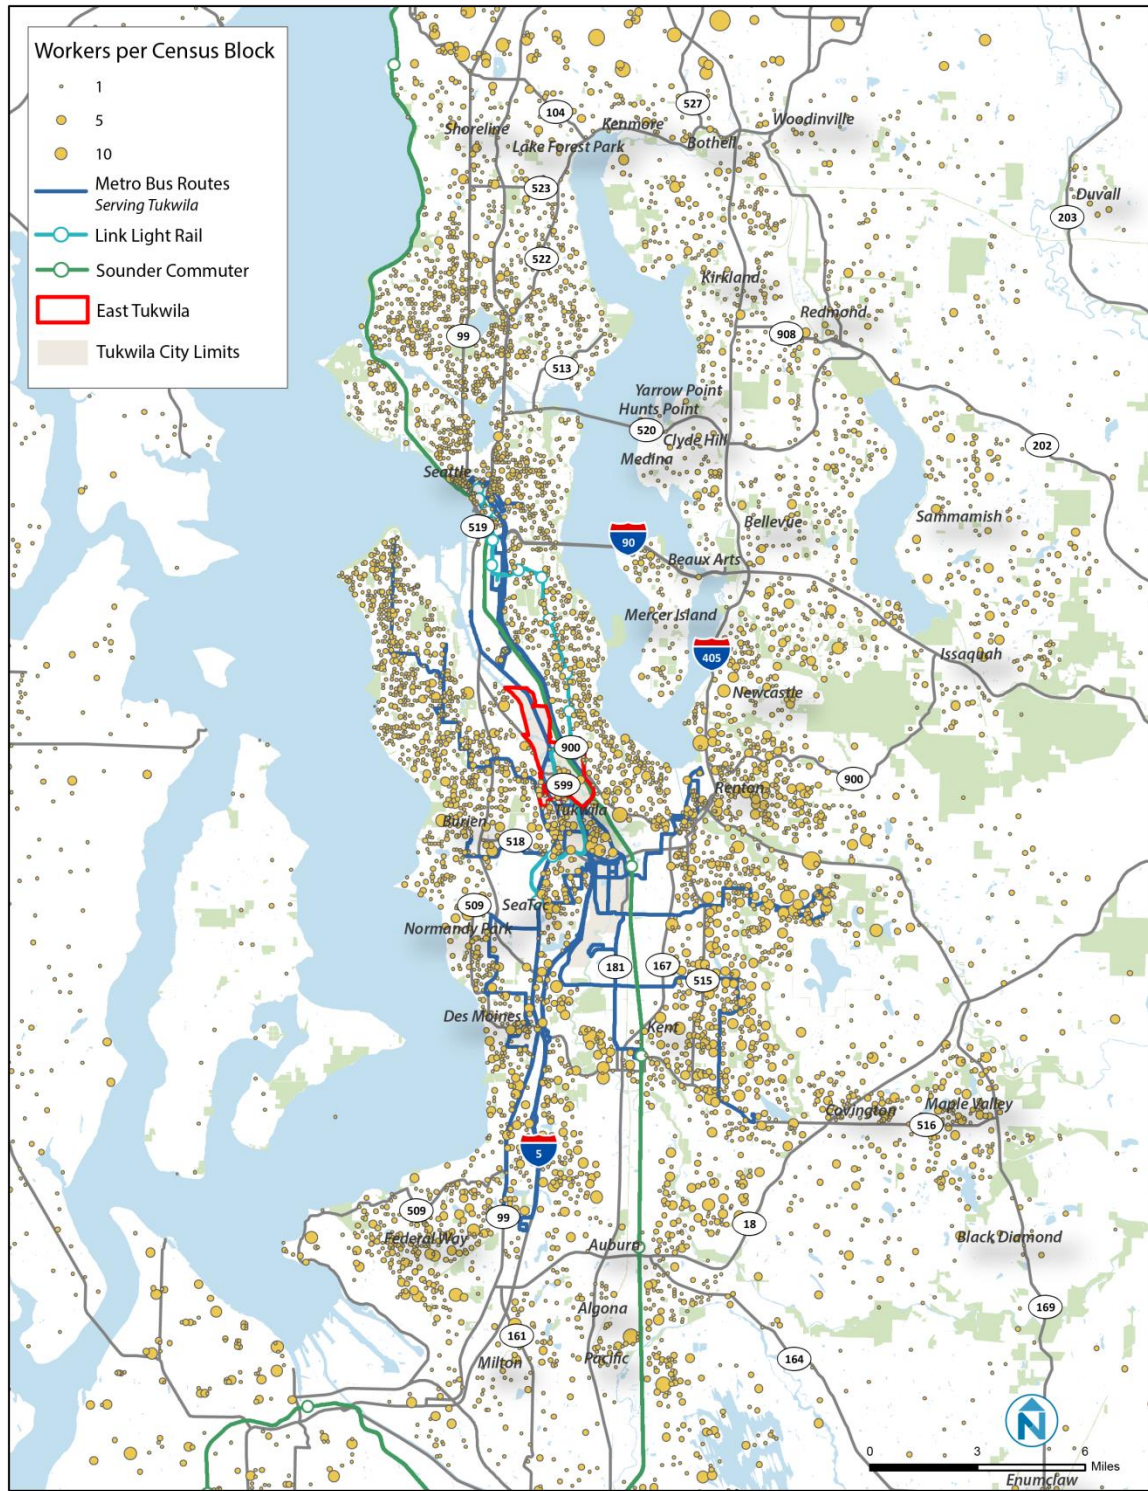 Workers per Census Block
1
5
10
Metro Bus Routes
Serving Tukwila
Link Light Rail
Sounder Commuter
East Tukwila
Tukwila City Limits
527
104
Woodinville
Kenmore
Shoreline
Bothell
Lake Forest Park
523
Duvall
203
522
Kirkland
Redmond
99
908
513
Yarrow Point
Hunts Point
520
Clyde Hill
202
Medina
Seattle
Sammamish
519
Bellevue
90
Beaux Arts
Mercer Island
405
Issaquah
Newcastle
900
900
599
Renton
Tukwila
Burien
518
SeaTac
509
Normandy Park
181
167
515
Des Moines
Kent
Covington
Maple Valley
516
5
509
99
18
Federal Way
Auburn
Black Diamond
Algona
169
161
Milton
Pacific
164
N
0
3
6
Miles
Enumclaw